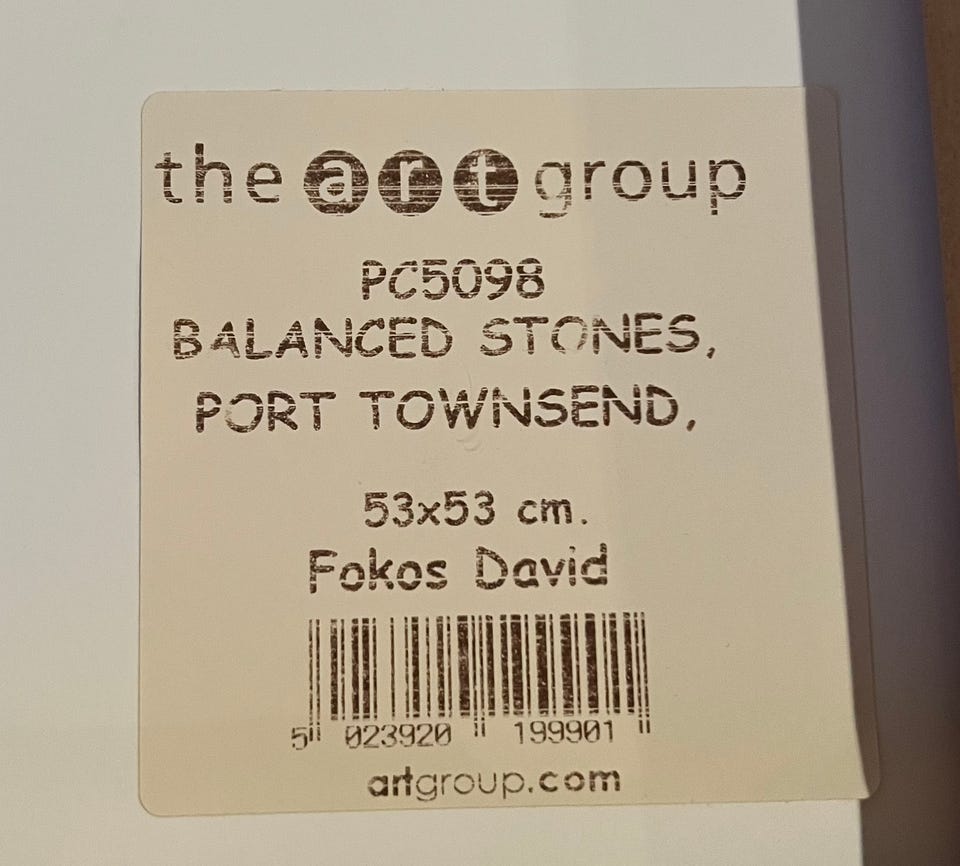 the art group
PC5098
BALANCED STONES,
PORT TOWNSEND,
53x53 cm.
Fokos David
5 023920 199901
artgroup.com